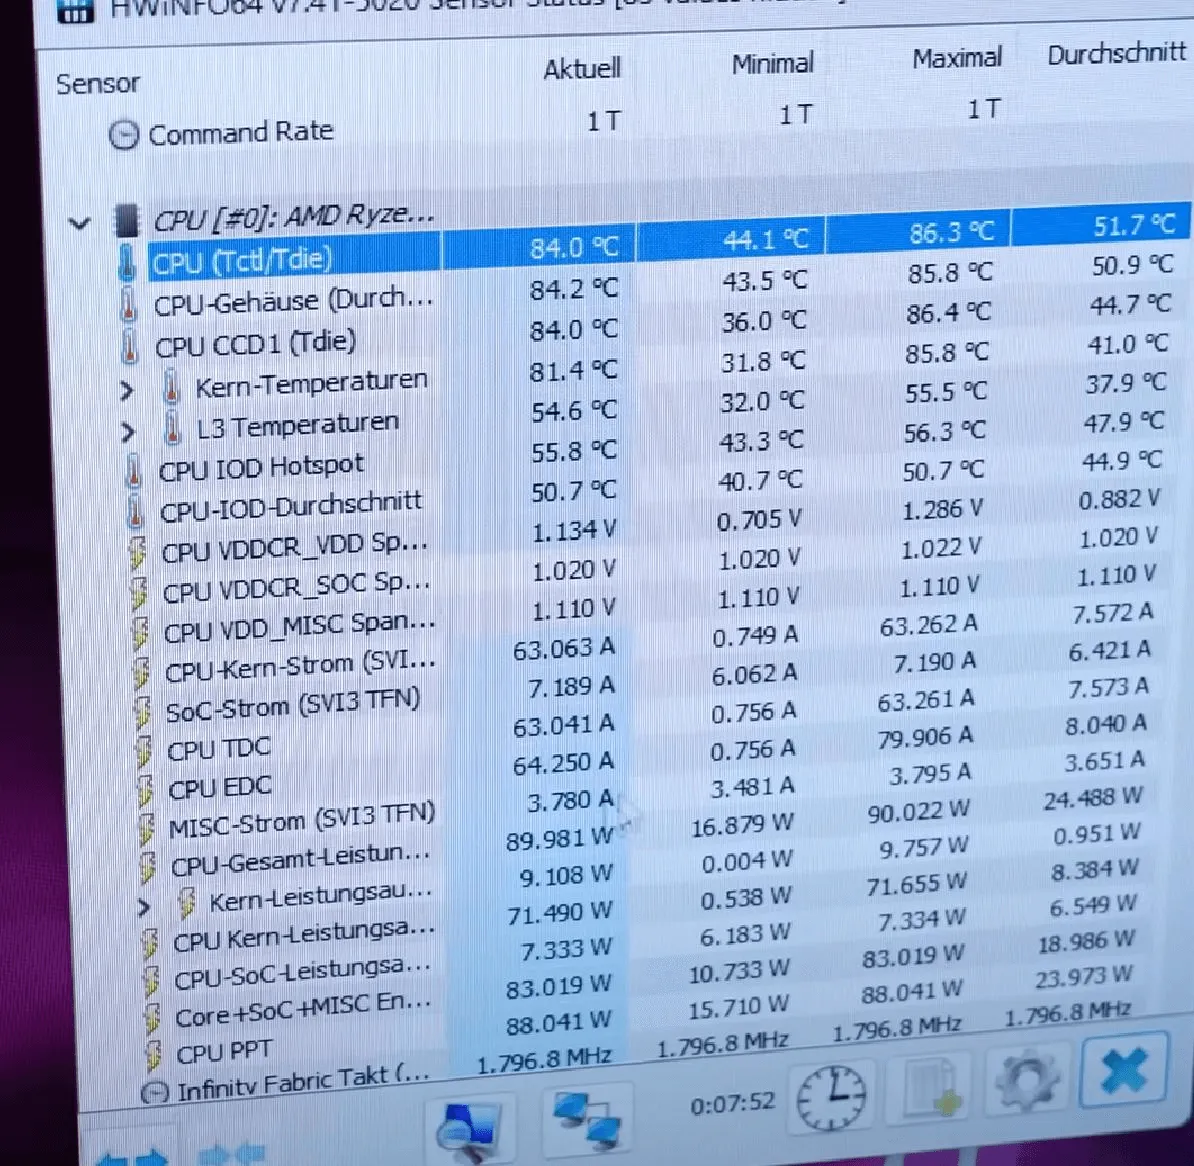 HWiNFO64 v7.41-5020 Sensor Status
Sensor Aktuell Minimal Maximal Durchschnitt
Command Rate 1 T 1 T 1 T
CPU [#0]: AMD Ryze...
CPU (Tctl/Tdie) 84.0 °C 44.1 °C 86.3 °C 51.7 °C
CPU-Gehäuse (Durch... 84.2 °C 43.5 °C 85.8 °C 50.9 °C
CPU CCD1 (Tdie) 84.0 °C 36.0 °C 86.4 °C 44.7 °C
Kern-Temperaturen 81.4 °C 31.8 °C 85.8 °C 41.0 °C
L3 Temperaturen 54.6 °C 32.0 °C 55.5 °C 37.9 °C
CPU IOD Hotspot 55.8 °C 43.3 °C 56.3 °C 47.9 °C
CPU-IOD-Durchschnitt 50.7 °C 40.7 °C 50.7 °C 44.9 °C
CPU VDDCR_VDD Sp... 1.134 V 0.705 V 1.286 V 0.882 V
CPU VDDCR_SOC Sp... 1.020 V 1.020 V 1.022 V 1.020 V
CPU VDD_MISC Span... 1.110 V 1.110 V 1.110 V 1.110 V
CPU-Kern-Strom (SVI... 63.063 A 0.749 A 63.262 A 7.572 A
SoC-Strom (SVI3 TFN) 7.189 A 6.062 A 7.190 A 6.421 A
CPU TDC 63.041 A 0.756 A 63.261 A 7.573 A
CPU EDC 64.250 A 0.756 A 79.906 A 8.040 A
MISC-Strom (SVI3 TFN) 3.780 A 3.481 A 3.795 A 3.651 A
CPU-Gesamt-Leistun... 89.981 W 16.879 W 90.022 W 24.488 W
Kern-Leistungsau... 9.108 W 0.004 W 9.757 W 0.951 W
CPU Kern-Leistungsa... 71.490 W 0.538 W 71.655 W 8.384 W
CPU-SoC-Leistungsa... 7.333 W 6.183 W 7.334 W 6.549 W
Core+SoC+MISC En... 83.019 W 10.733 W 83.019 W 18.986 W
CPU PPT 88.041 W 15.710 W 88.041 W 23.973 W
Infinity Fabric Takt (... 1.796.8 MHz 1.796.8 MHz 1.796.8 MHz 1.796.8 MHz
0:07:52